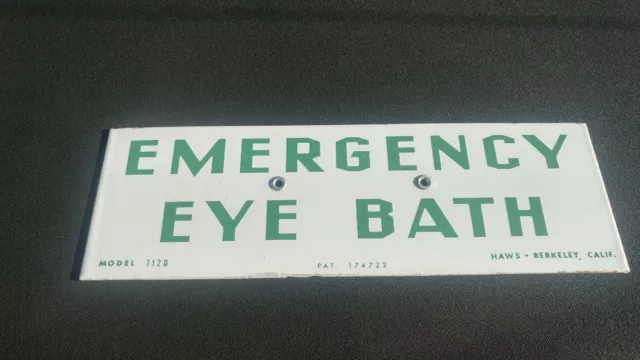 EMERGENCY
EYE BATH
MODEL 7120 PAT. 174722 HAWS - BERKELEY, CALIF.